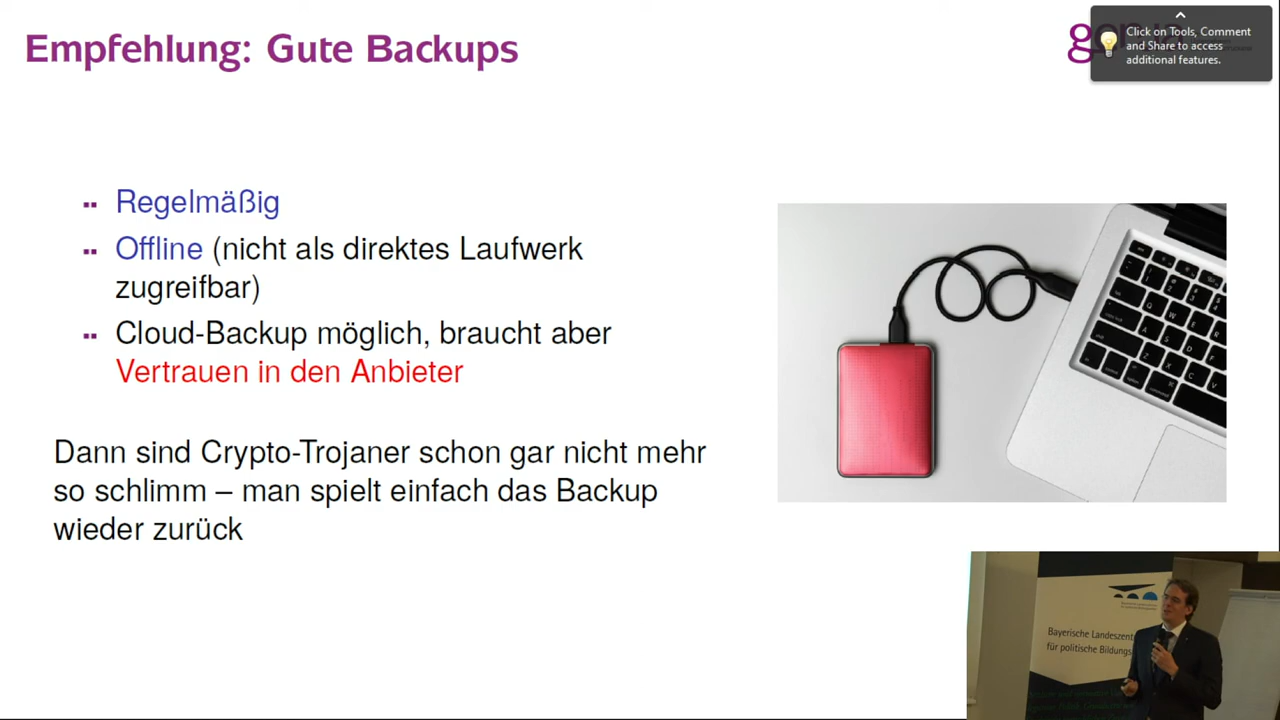 Empfehlung: Gute Backups
Click on Tools, Comment
and Share to access
additional features.
Regelmäßig
Offline (nicht als direktes Laufwerk
zugreifbar)
Cloud-Backup möglich, braucht aber
Vertrauen in den Anbieter
Dann sind Crypto-Trojaner schon gar nicht mehr
so schlimm – man spielt einfach das Backup
wieder zurück
Bayerische
für politische